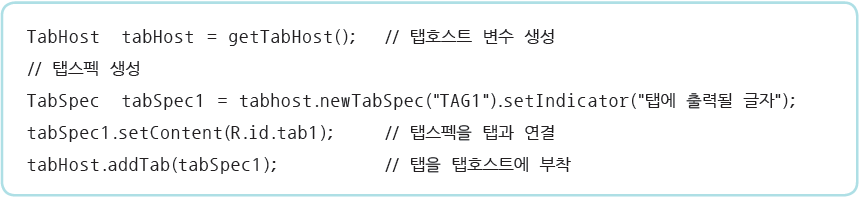 TabHost tabHost = getTabHost(); // 탭호스트 변수 생성
// 탭스펙 생성
TabSpec tabSpec1 = tabhost.newTabSpec("TAG1").setIndicator("탭에 출력될 글자");
tabSpec1.setContent(R.id.tab1); // 탭스펙을 탭과 연결
tabHost.addTab(tabSpec1); // 탭을 탭호스트에 부착